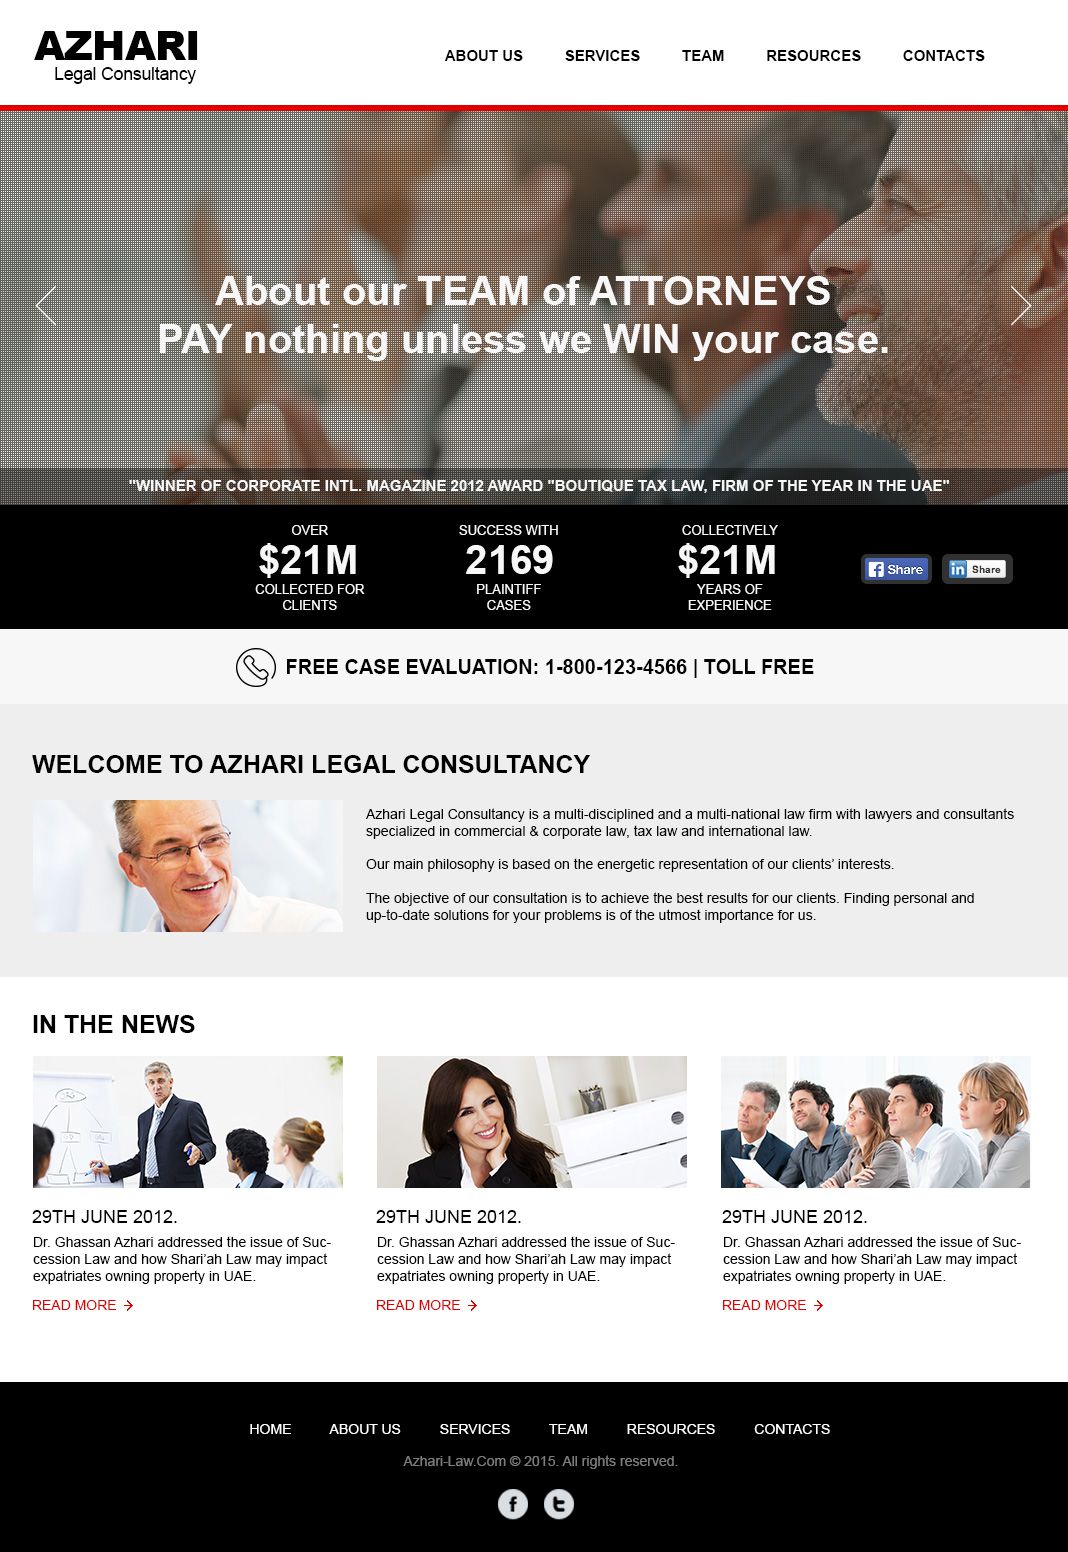 AZHARI
Legal Consultancy
ABOUT US SERVICES TEAM RESOURCES CONTACTS
About our TEAM of ATTORNEYS
PAY nothing unless we WIN your case.
"WINNER OF CORPORATE INTL. MAGAZINE 2012 AWARD "BOUTIQUE TAX LAW, FIRM OF THE YEAR IN THE UAE"
OVER
$21M
COLLECTED FOR
CLIENTS
SUCCESS WITH
2169
PLAINTIFF
CASES
COLLECTIVELY
$21M
YEARS OF
EXPERIENCE
f Share
in Share
FREE CASE EVALUATION: 1-800-123-4566 | TOLL FREE
WELCOME TO AZHARI LEGAL CONSULTANCY
Azhari Legal Consultancy is a multi-disciplined and a multi-national law firm with lawyers and consultants
specialized in commercial & corporate law, tax law and international law.
Our main philosophy is based on the energetic representation of our clients’ interests.
The objective of our consultation is to achieve the best results for our clients. Finding personal and
up-to-date solutions for your problems is of the utmost importance for us.
IN THE NEWS
29TH JUNE 2012.
Dr. Ghassan Azhari addressed the issue of Suc-
cession Law and how Shari’ah Law may impact
expatriates owning property in UAE.
READ MORE
29TH JUNE 2012.
Dr. Ghassan Azhari addressed the issue of Suc-
cession Law and how Shari’ah Law may impact
expatriates owning property in UAE.
READ MORE
29TH JUNE 2012.
Dr. Ghassan Azhari addressed the issue of Suc-
cession Law and how Shari’ah Law may impact
expatriates owning property in UAE.
READ MORE
HOME ABOUT US SERVICES TEAM RESOURCES CONTACTS
Azhari-Law.Com © 2015. All rights reserved.
f t